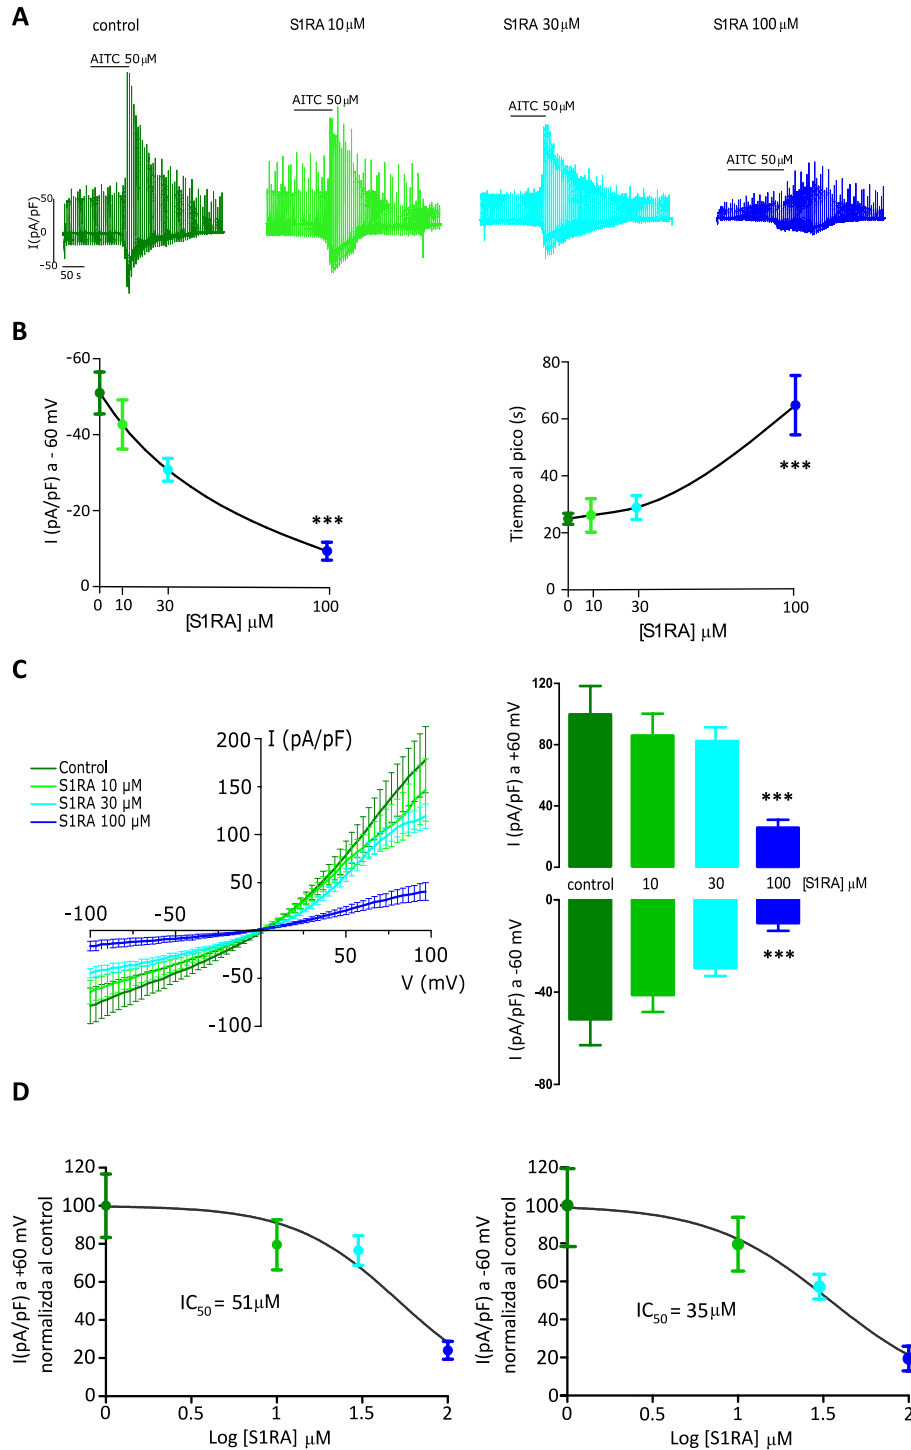 A
control
S1RA 10 µM
S1RA 30 µM
S1RA 100 µM
AITC 50µM
AITC 50µM
AITC 50µM
AITC 50µM
I(pA/pF)
50
0
-50
50 s
B
I (pA/pF) a - 60 mV
-60
-40
-20
0
0
10
30
100
[S1RA] µM
***
Tiempo al pico (s)
80
60
40
20
0
0
10
30
100
[S1RA] µM
***
C
Control
S1RA 10 µM
S1RA 30 µM
S1RA 100 µM
I (pA/pF)
200
150
100
50
-50
-100
-100
-50
50
100
V (mV)
I (pA/pF) a +60 mV
120
80
40
0
***
control
10
30
100
[S1RA] µM
I (pA/pF) a -60 mV
0
-40
-80
***
D
I(pA/pF) a +60 mV
normalizda al control
120
100
80
60
40
20
0
IC50 = 51µM
0
0.5
1
1.5
2
Log [S1RA] µM
I(pA/pF) a -60 mV
normalizda al control
120
100
80
60
40
20
0
IC50 = 35µM
0
0.5
1
1.5
2
Log [S1RA] µM